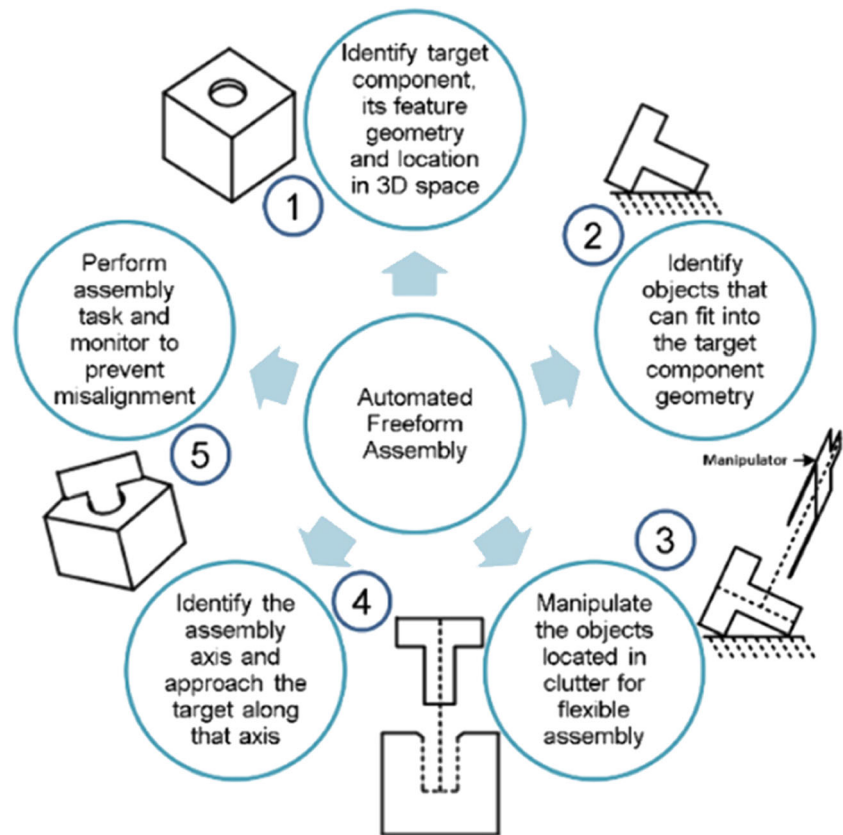 Identify target
component,
its feature
geometry
and location
in 3D space
1
2
Identify
objects that
can fit into
the target
component
geometry
Manipulator
3
Manipulate
the objects
located in
clutter for
flexible
assembly
4
Identify the
assembly
axis and
approach the
target along
that axis
5
Perform
assembly
task and
monitor to
prevent
misalignment
Automated
Freeform
Assembly